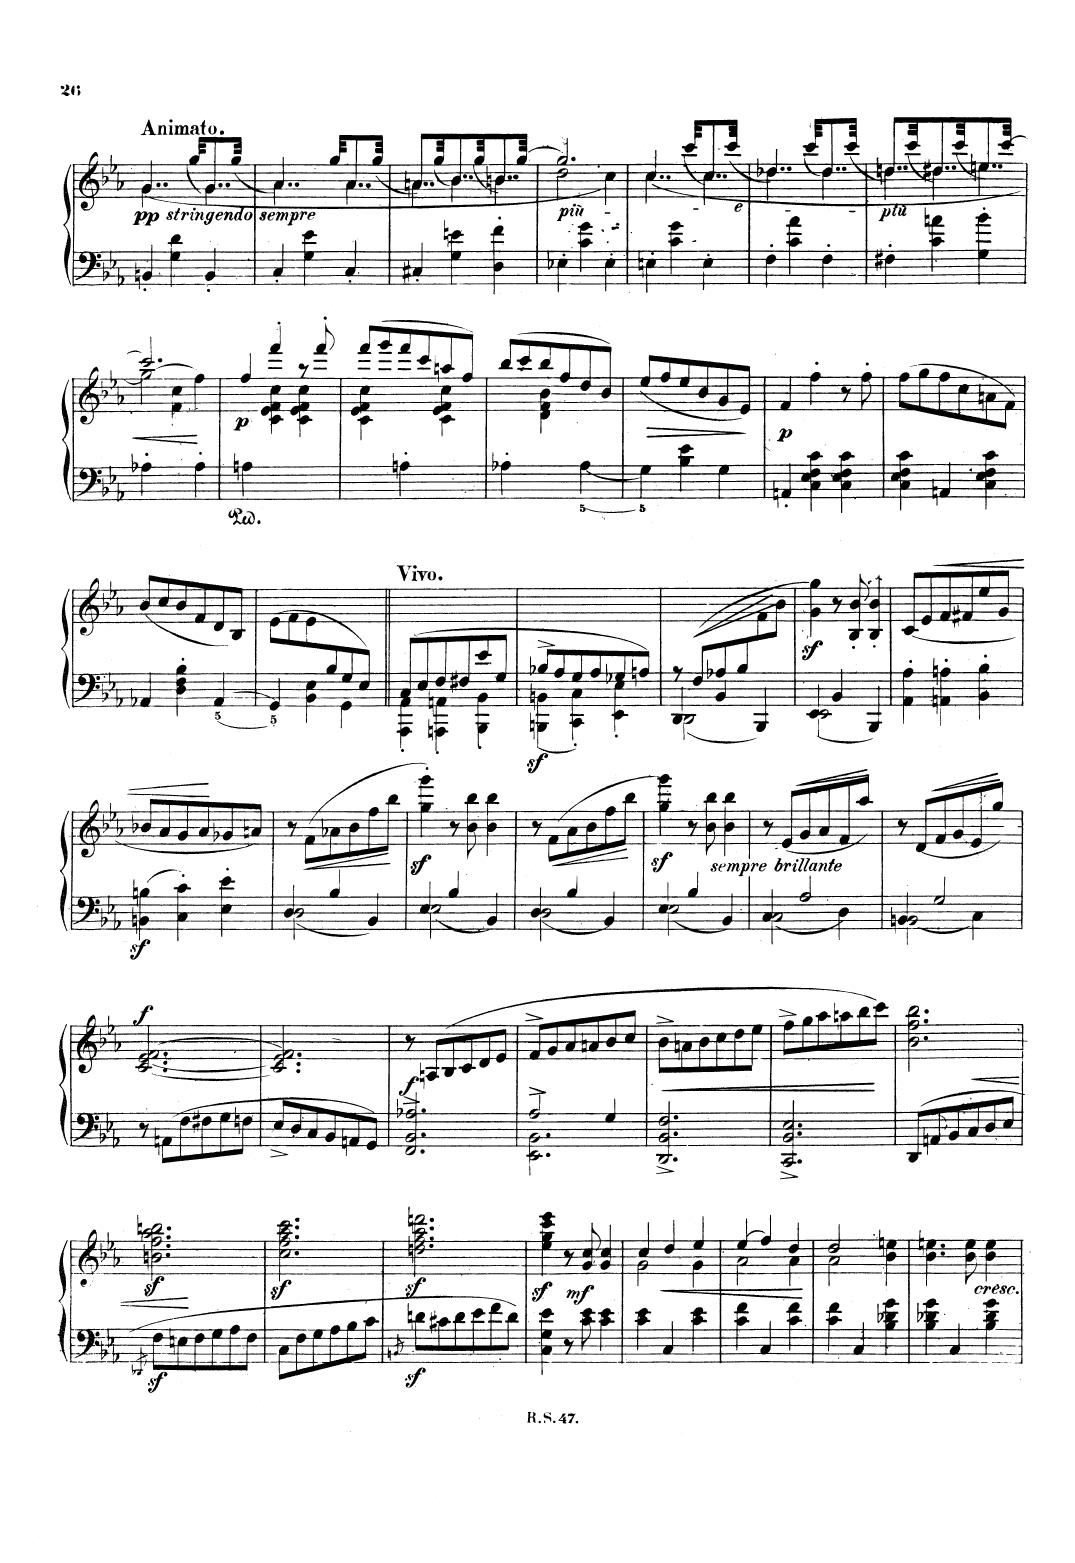 26
Animato.
pp stringendo sempre più - - e - - più
p p
Ped.
5 5
Vivo.
sf
5 5
sf
sf sf
sempre brillante
sf
f
f
sf sf sf sf mf
cresc.
sf sf
R.S.47.